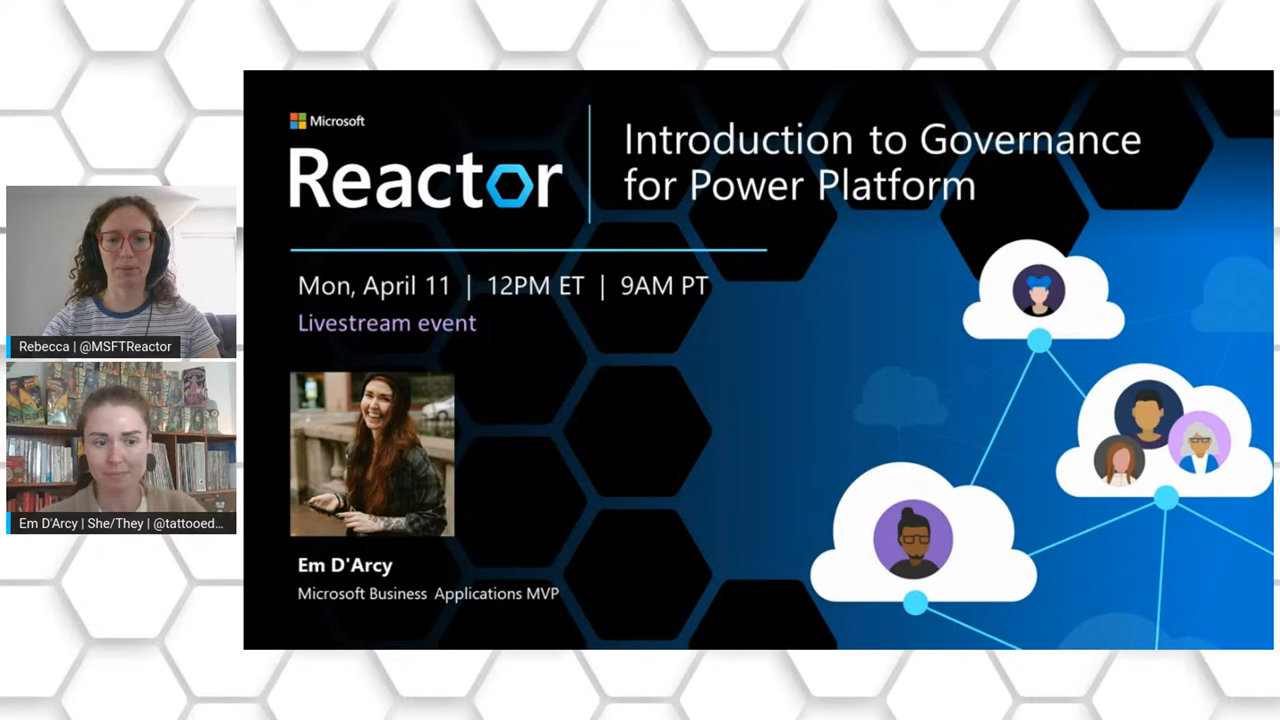 Microsoft
Reactor
Introduction to Governance
for Power Platform
Mon, April 11 | 12PM ET | 9AM PT
Livestream event
Em D'Arcy
Microsoft Business Applications MVP
Rebecca | @MSFTReactor
Em D'Arcy | She/They | @tattooed...